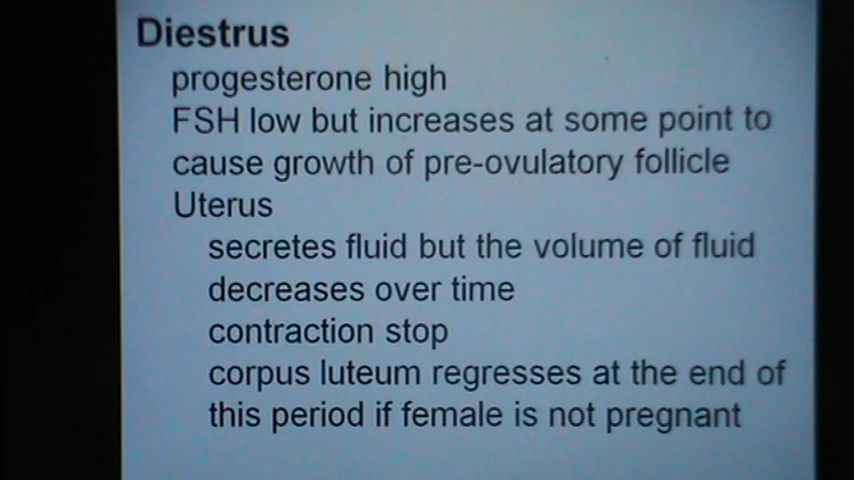 Diestrus
progesterone high
FSH low but increases at some point to
cause growth of pre-ovulatory follicle
Uterus
secretes fluid but the volume of fluid
decreases over time
contraction stop
corpus luteum regresses at the end of
this period if female is not pregnant